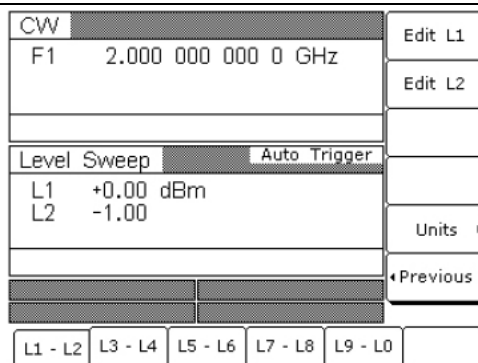 CW
F1 2.000 000 000 0 GHz
Level Sweep Auto Trigger
L1 +0.00 dBm
L2 -1.00
Edit L1
Edit L2
Units
Previous
L1 - L2 L3 - L4 L5 - L6 L7 - L8 L9 - L0